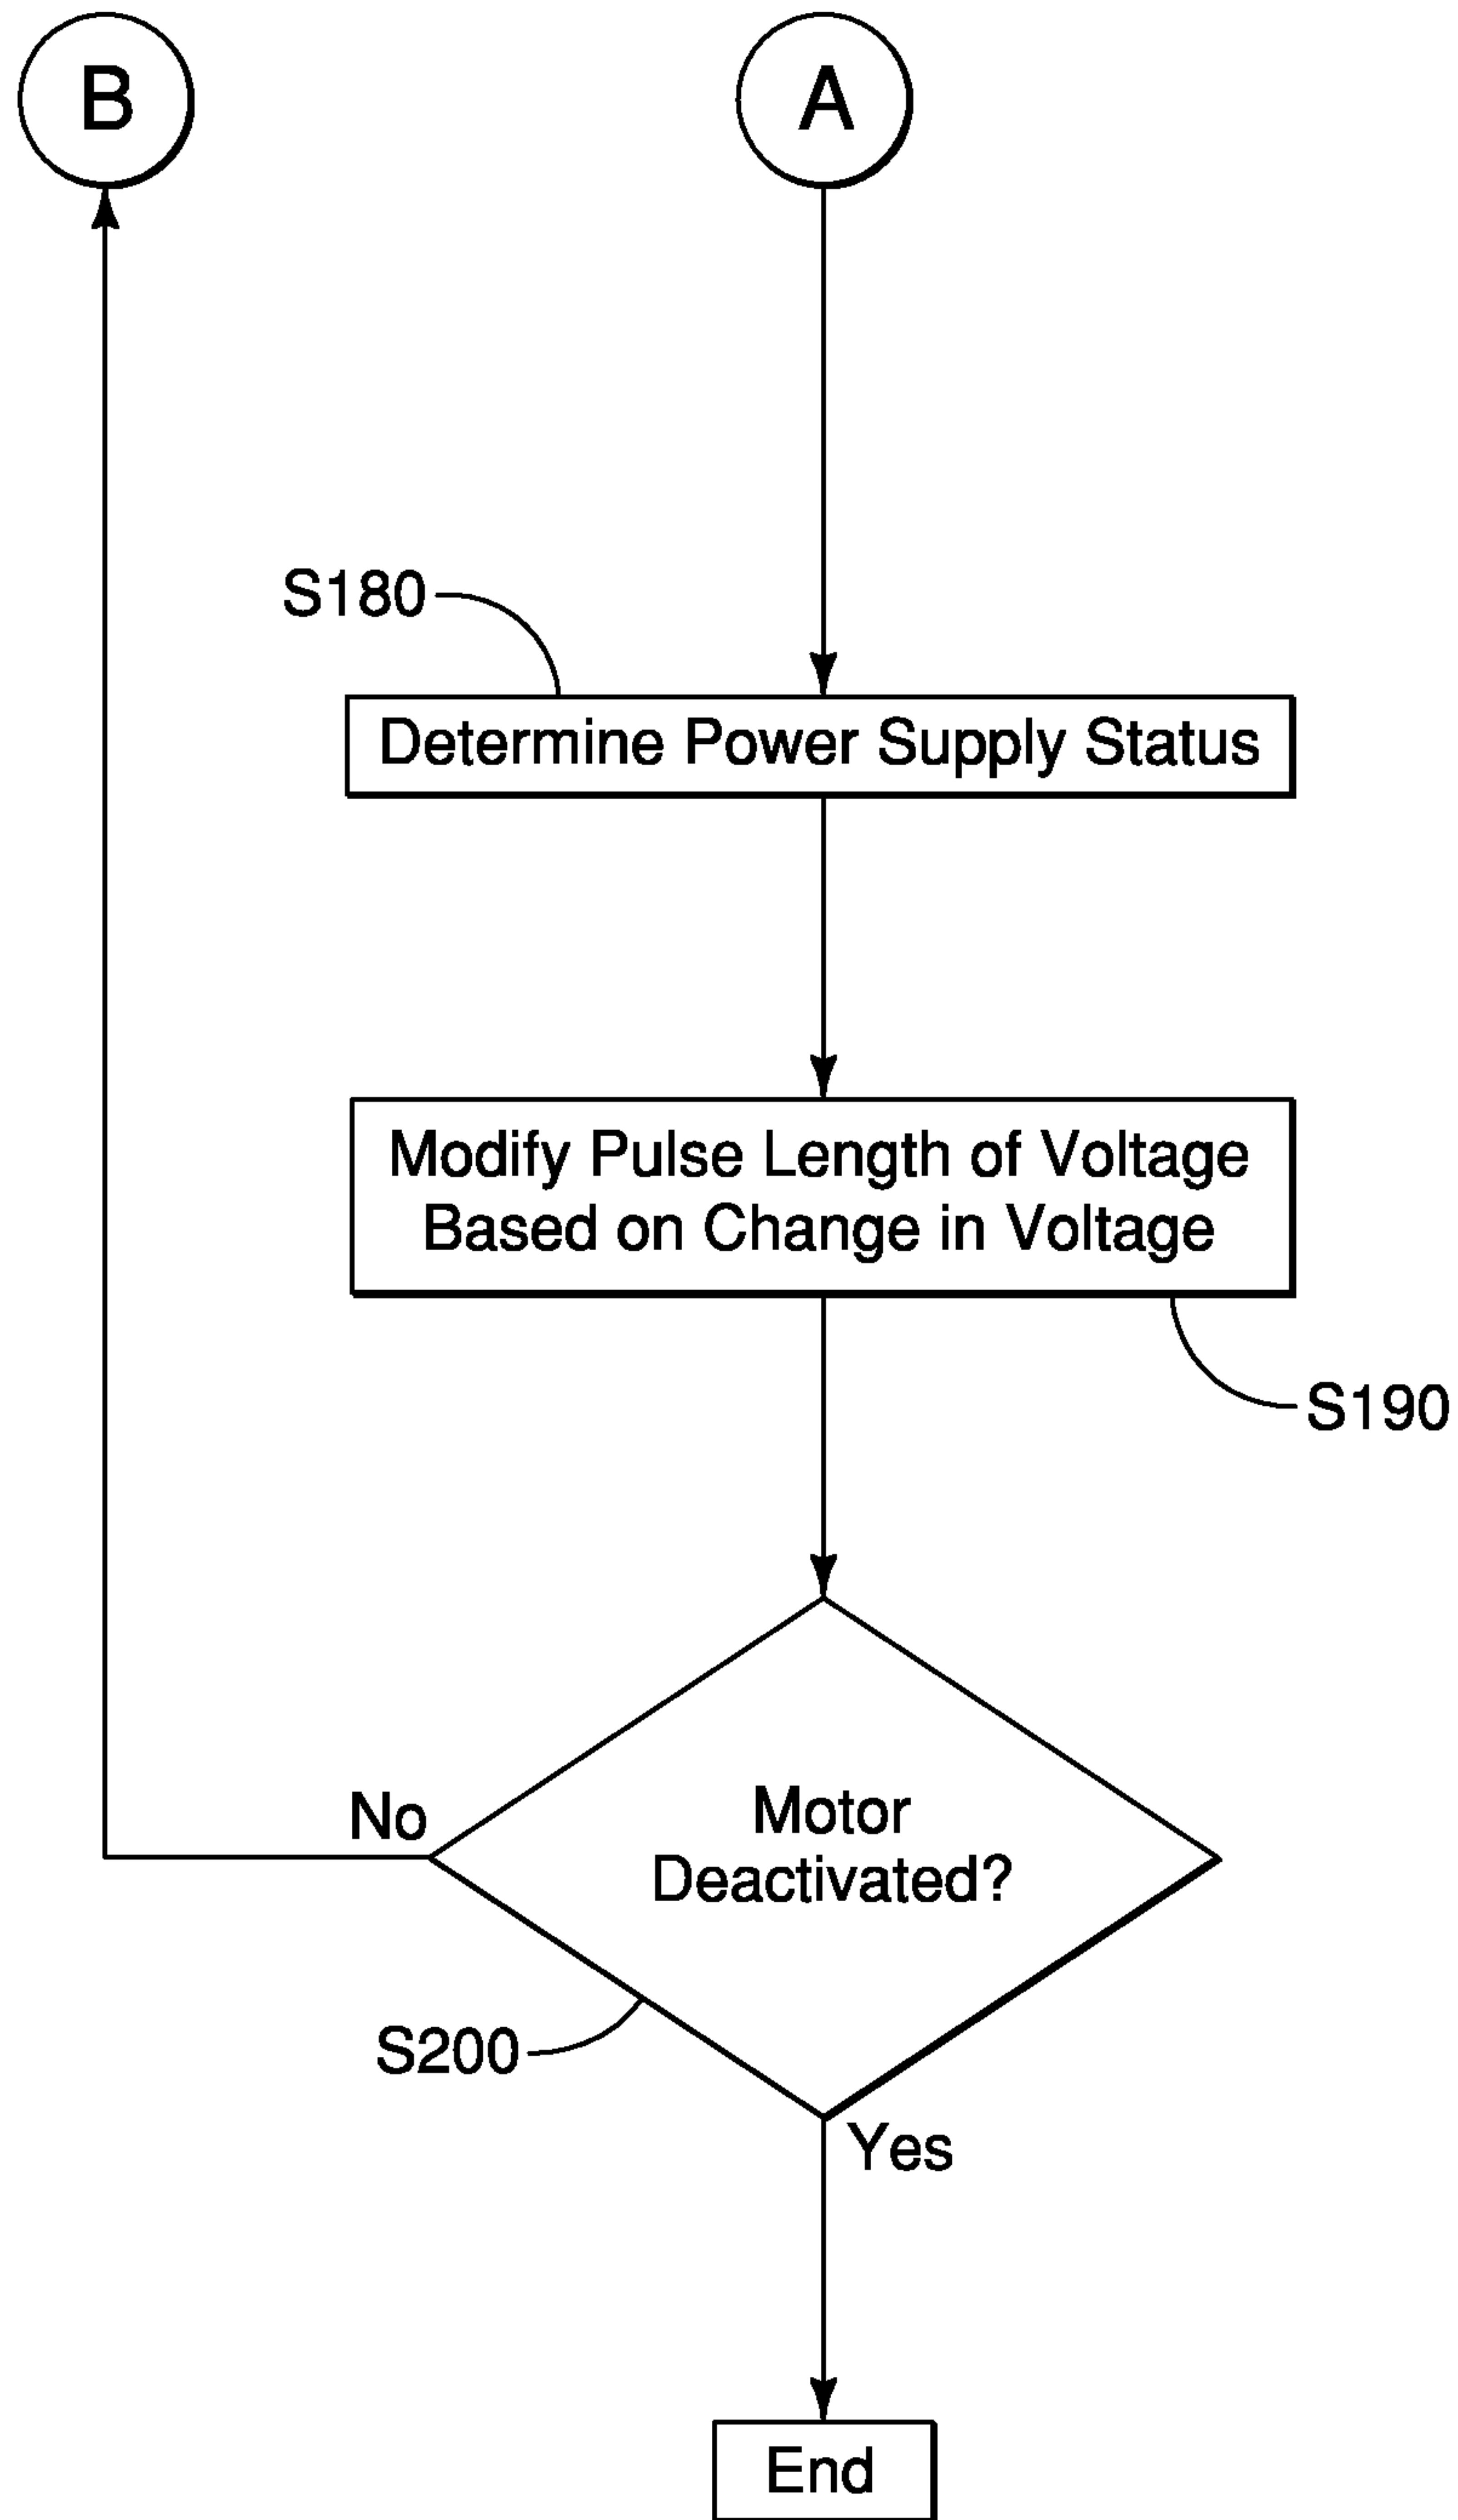 B
A
S180
Determine Power Supply Status
Modify Pulse Length of Voltage
Based on Change in Voltage
S190
No
Motor
Deactivated?
S200
Yes
End